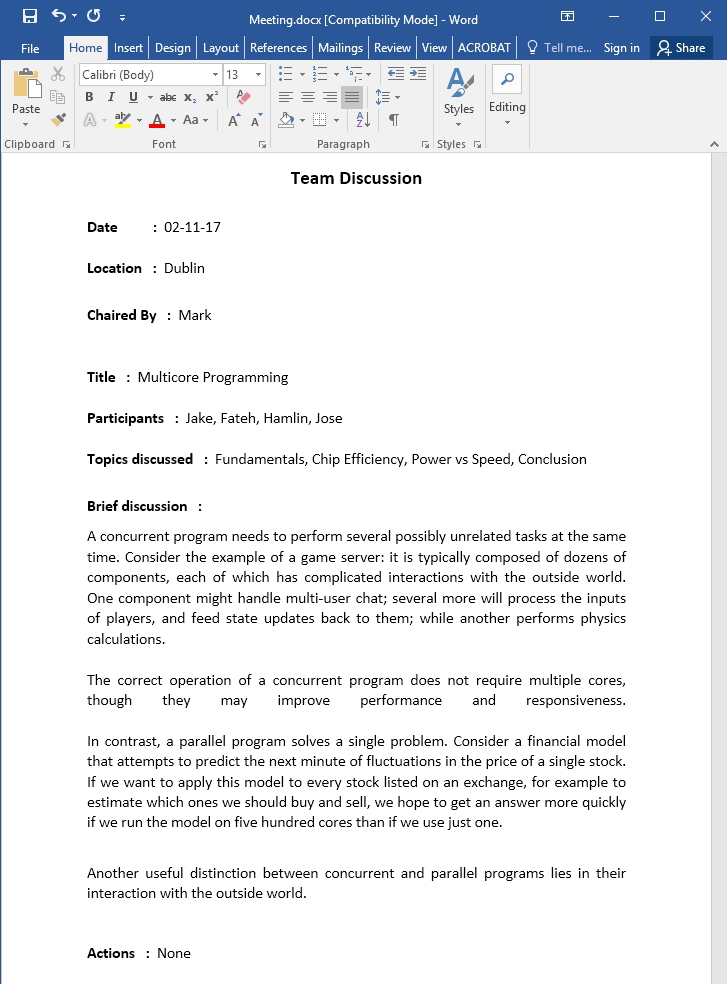 Meeting.docx [Compatibility Mode] - Word
File Home Insert Design Layout References Mailings Review View ACROBAT Tell me... Sign in Share
Calibri (Body) 13
Paste
B I U abc x₂ x²
Styles Editing
A ab A Aa A A
Clipboard Font Paragraph Styles
Team Discussion
Date : 02-11-17
Location : Dublin
Chaired By : Mark
Title : Multicore Programming
Participants : Jake, Fateh, Hamlin, Jose
Topics discussed : Fundamentals, Chip Efficiency, Power vs Speed, Conclusion
Brief discussion :
A concurrent program needs to perform several possibly unrelated tasks at the same
time. Consider the example of a game server: it is typically composed of dozens of
components, each of which has complicated interactions with the outside world.
One component might handle multi-user chat; several more will process the inputs
of players, and feed state updates back to them; while another performs physics
calculations.
The correct operation of a concurrent program does not require multiple cores,
though they may improve performance and responsiveness.
In contrast, a parallel program solves a single problem. Consider a financial model
that attempts to predict the next minute of fluctuations in the price of a single stock.
If we want to apply this model to every stock listed on an exchange, for example to
estimate which ones we should buy and sell, we hope to get an answer more quickly
if we run the model on five hundred cores than if we use just one.
Another useful distinction between concurrent and parallel programs lies in their
interaction with the outside world.
Actions : None